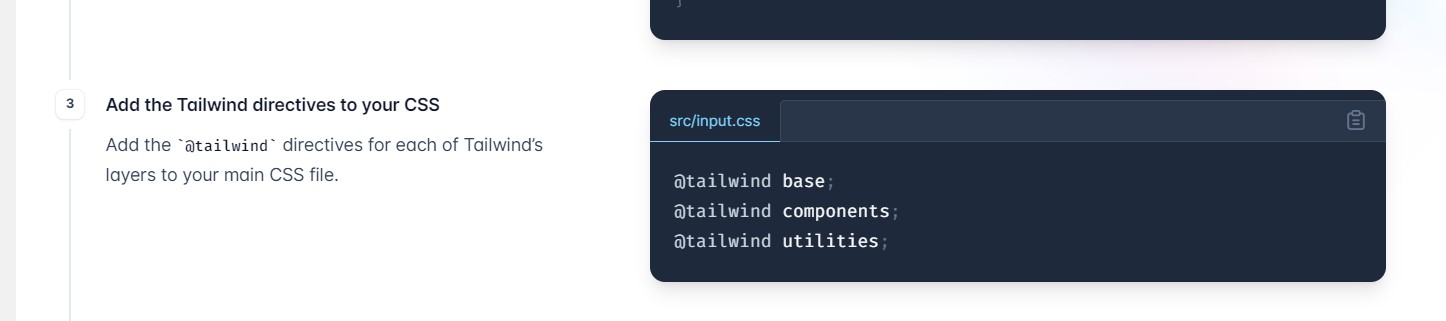 }
3
Add the Tailwind directives to your CSS
Add the `@tailwind` directives for each of Tailwind’s
layers to your main CSS file.
src/input.css
@tailwind base;
@tailwind components;
@tailwind utilities;